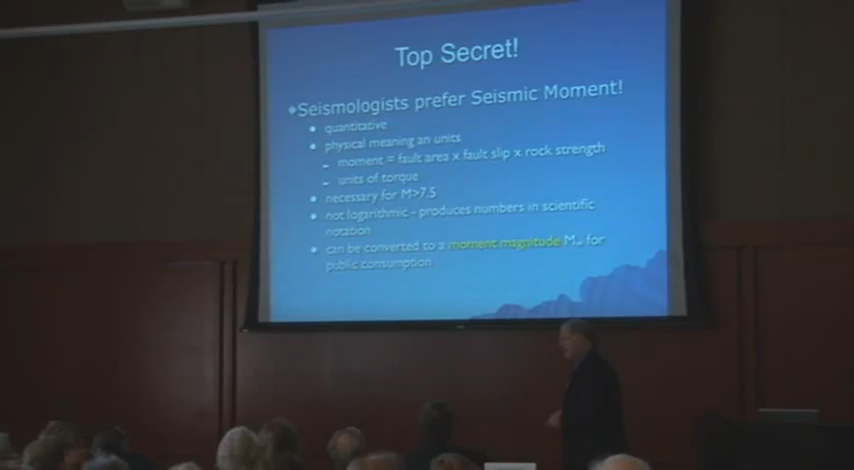 Top Secret!
Seismologists prefer Seismic Moment!
quantitative
physical meaning an units
moment = fault area x fault slip x rock strength
units of torque
necessary for M>7.5
not logarithmic - produces numbers in scientific
notation
can be converted to a moment magnitude Mw for
public consumption